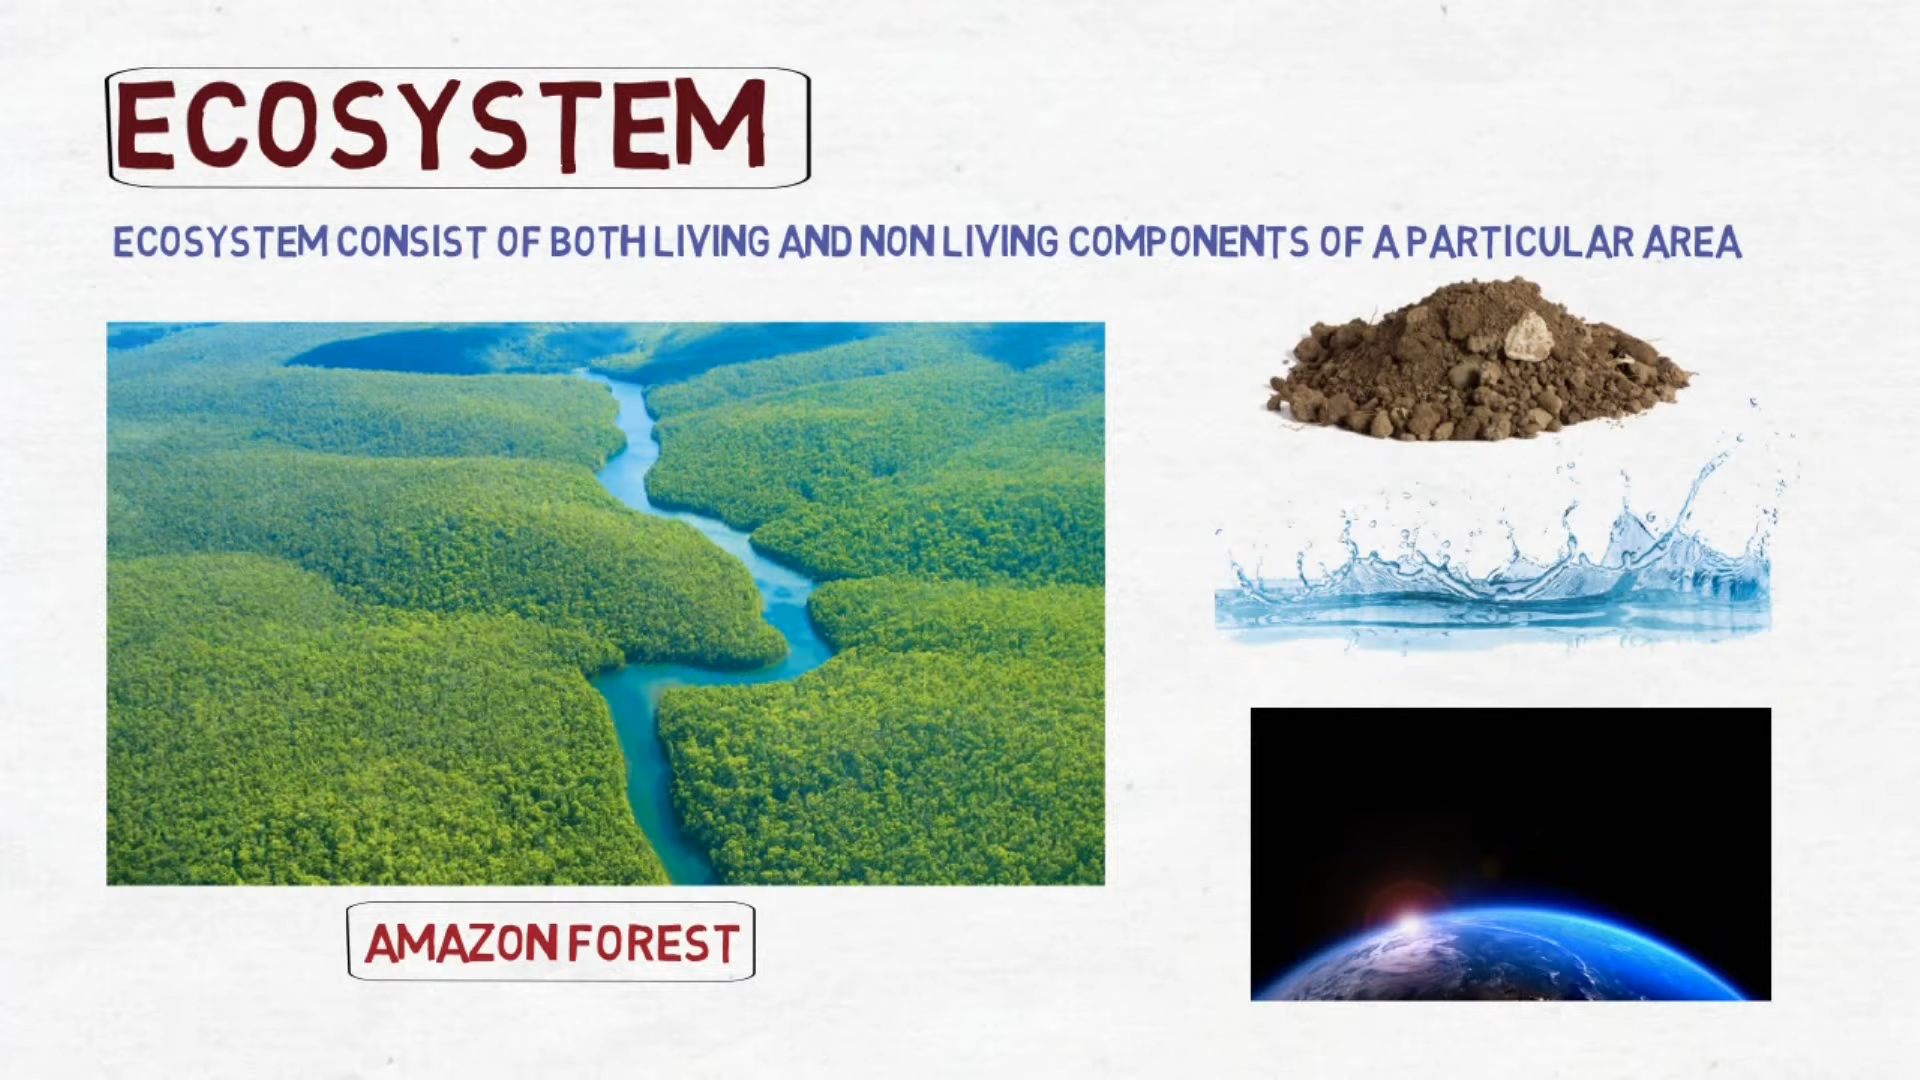 ECOSYSTEM
ECOSYSTEM CONSIST OF BOTH LIVING AND NON LIVING COMPONENTS OF A PARTICULAR AREA
AMAZON FOREST